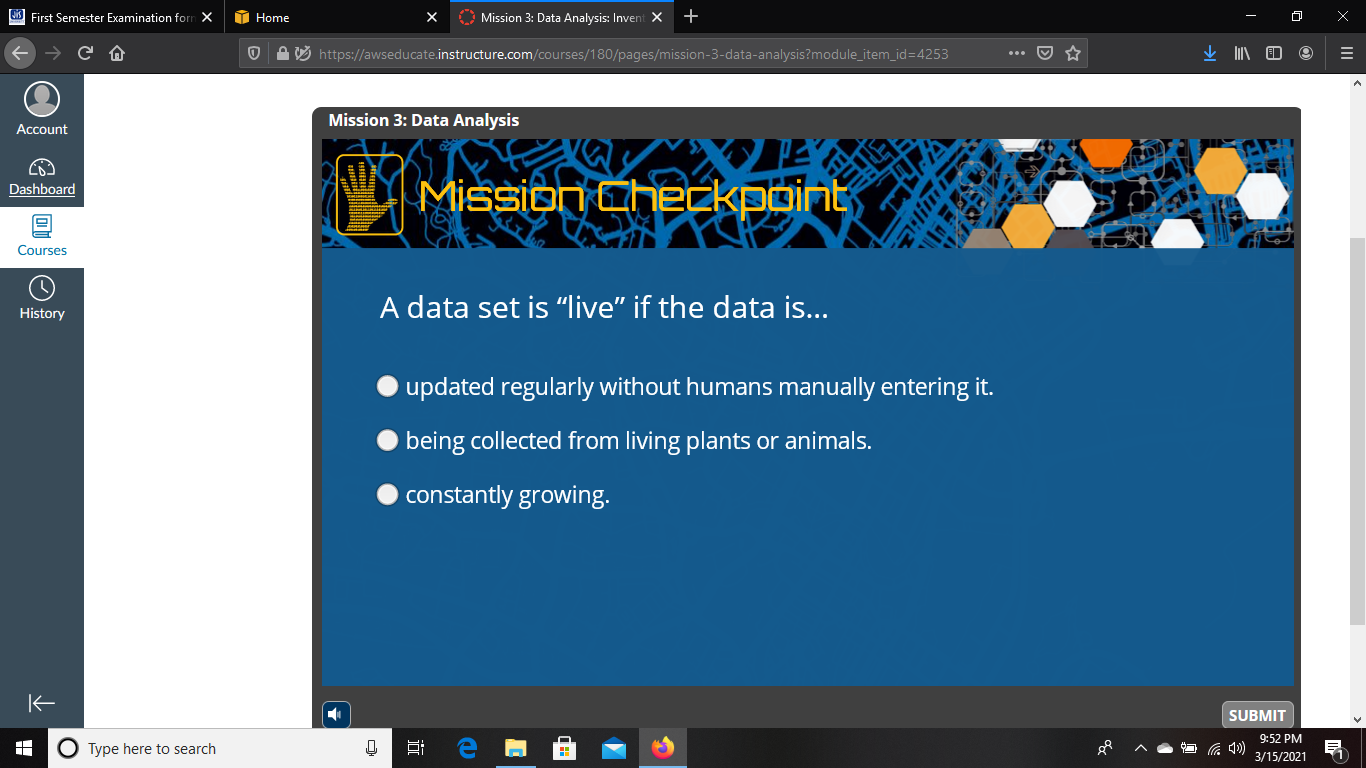 First Semester Examination form
Home
Mission 3: Data Analysis: Invent
https://awseducate.instructure.com/courses/180/pages/mission-3-data-analysis?module_item_id=4253
Account
Dashboard
Courses
History
Mission 3: Data Analysis
Mission Checkpoint
A data set is “live” if the data is...
updated regularly without humans manually entering it.
being collected from living plants or animals.
constantly growing.
SUBMIT
Type here to search
9:52 PM
3/15/2021
1